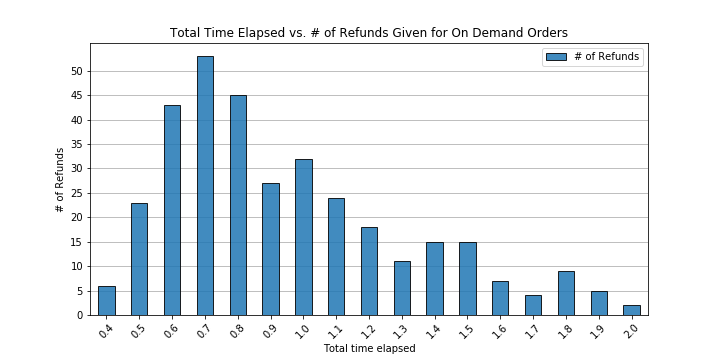 Total Time Elapsed vs. # of Refunds Given for On Demand Orders
# of Refunds
50
45
40
35
30
25
20
15
10
5
0
# of Refunds
0.4 0.5 0.6 0.7 0.8 0.9 1.0 1.1 1.2 1.3 1.4 1.5 1.6 1.7 1.8 1.9 2.0
Total time elapsed